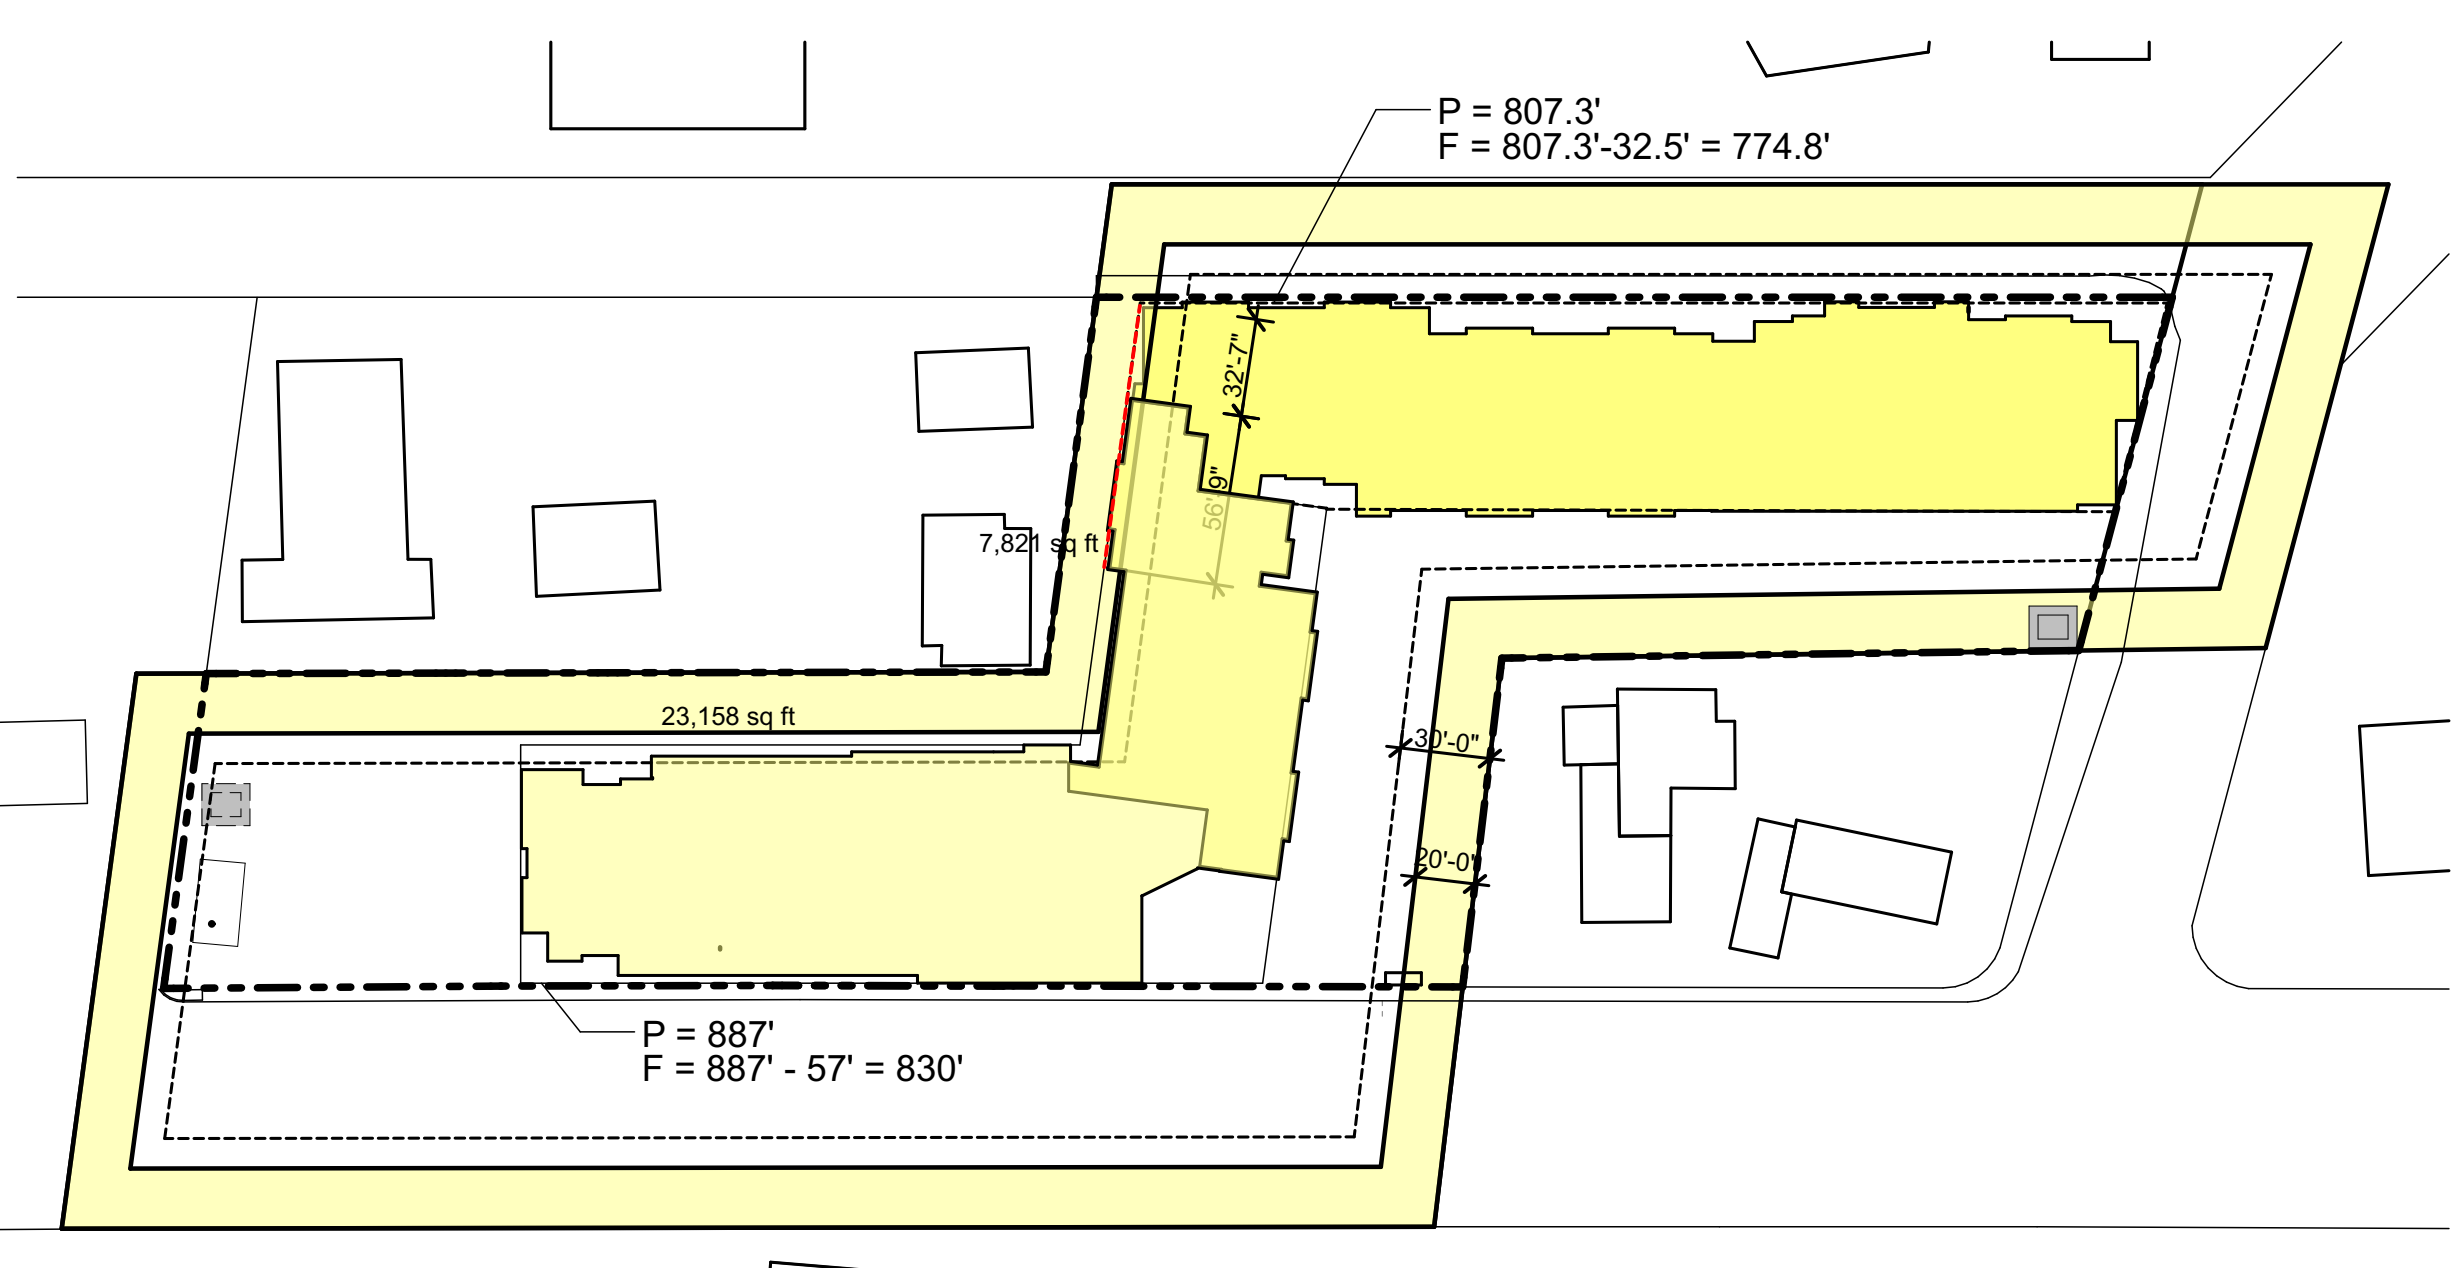 P = 807.3'
F = 807.3'-32.5' = 774.8'
32'-7"
56'-9"
7,821 sq ft
23,158 sq ft
30'-0"
20'-0"
P = 887'
F = 887' - 57' = 830'